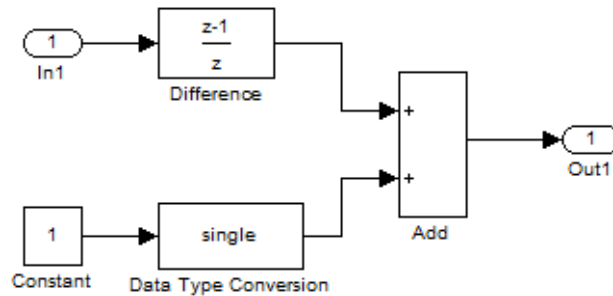 1
In1
z-1
z
Difference
+
+
Add
1
Out1
1
Constant
single
Data Type Conversion